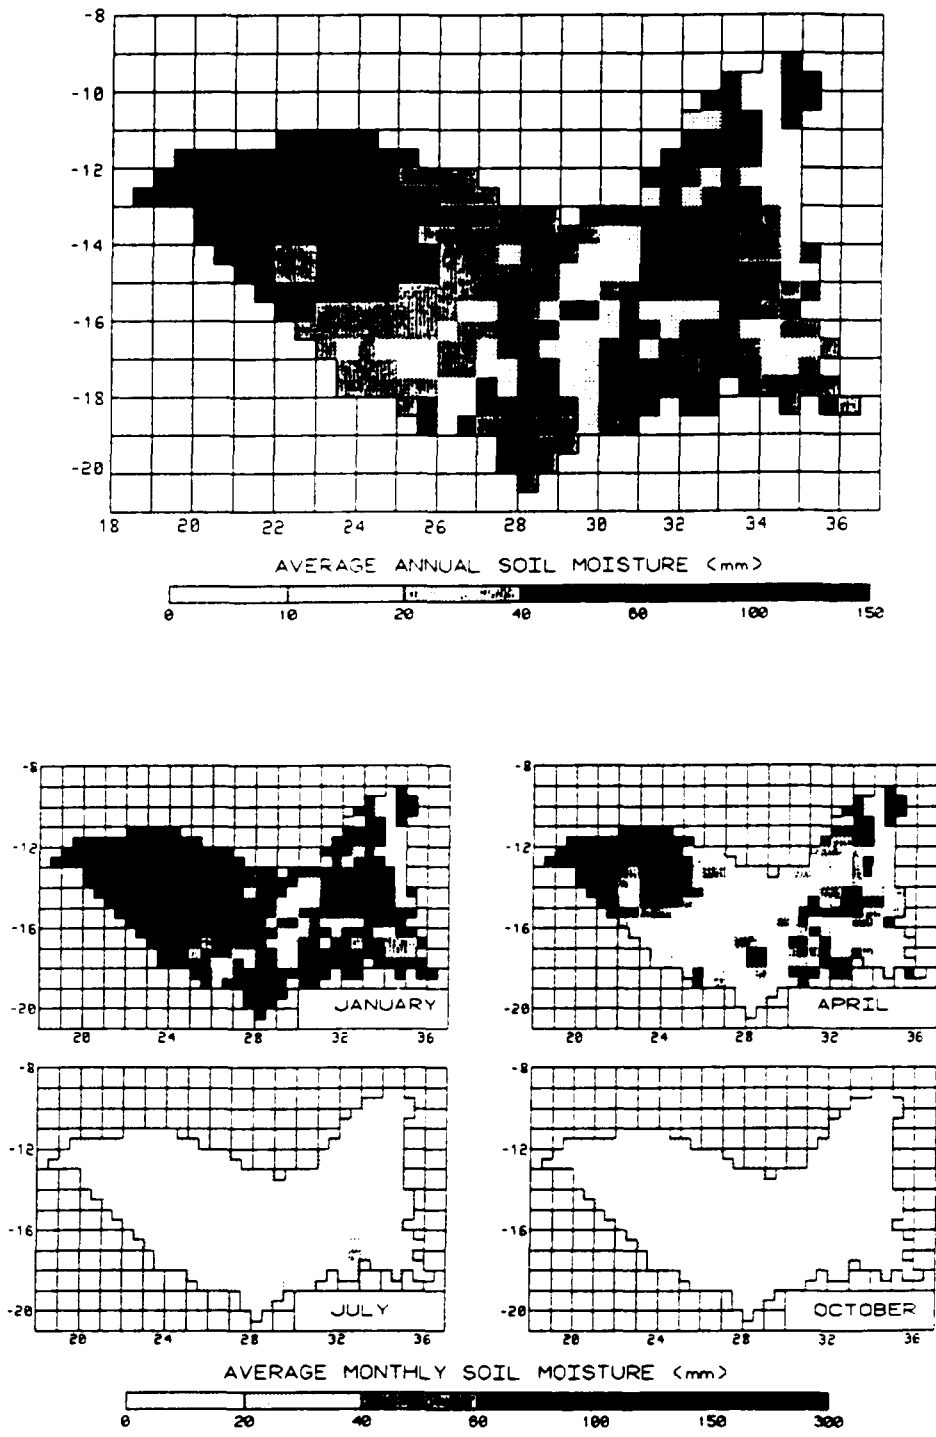 -8
-10
-12
-14
-16
-18
-20
18 20 22 24 26 28 30 32 34 36
AVERAGE ANNUAL SOIL MOISTURE (mm)
0 10 20 40 60 100 150
-8
-12
-16
-20
JANUARY
20 24 28 32 36
-8
-12
-16
-20
APRIL
20 24 28 32 36
-8
-12
-16
-20
JULY
20 24 28 32 36
-8
-12
-16
-20
OCTOBER
20 24 28 32 36
AVERAGE MONTHLY SOIL MOISTURE (mm)
0 20 40 60 100 150 300